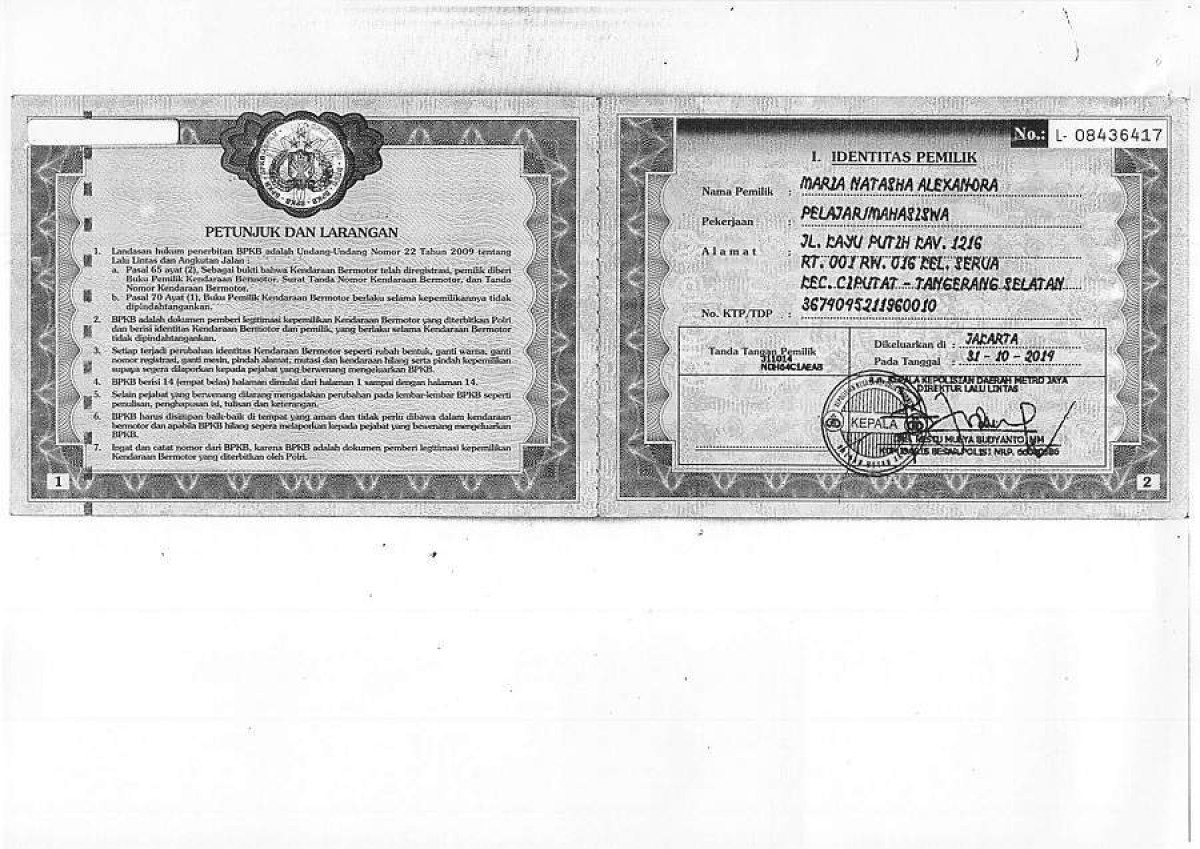 PETUNJUK DAN LARANGAN
1. Landasan hukum penerbitan BPKB adalah Undang-Undang Nomor 22 Tahun 2009 tentang
Lalu Lintas dan Angkutan Jalan :
a. Pasal 65 ayat (2), Sebagai bukti bahwa Kendaraan Bermotor telah diregistrasi, pemilik diberi
Buku Pemilik Kendaraan Bermotor, Surat Tanda Nomor Kendaraan Bermotor, dan Tanda
Nomor Kendaraan Bermotor.
b. Pasal 70 Ayat (1), Buku Pemilik Kendaraan Bermotor berlaku selama kepemilikannya tidak
dipindahtangankan.
2. BPKB adalah dokumen pemberi legitimasi kepemilikan Kendaraan Bermotor yang diterbitkan Polri
dan berisi identitas Kendaraan Bermotor dan pemilik, yang berlaku selama Kendaraan Bermotor
tidak dipindahtangankan.
3. Setiap terjadi perubahan identitas Kendaraan Bermotor seperti rubah bentuk, ganti warna, ganti
nomor registrasi, ganti mesin, pindah alamat, mutasi dan kendaraan hilang serta pindah kepemilikan
supaya segera dilaporkan kepada pejabat yang berwenang mengeluarkan BPKB.
4. BPKB berisi 14 (empat belas) halaman dimulai dari halaman 1 sampai dengan halaman 14.
5. Selain pejabat yang berwenang dilarang mengadakan perubahan pada lembar-lembar BPKB seperti
penulisan, penghapusan isi, tulisan dan keterangan.
6. BPKB harus disimpan baik-baik di tempat yang aman dan tidak perlu dibawa dalam kendaraan
bermotor dan apabila BPKB hilang segera melaporkan kepada pejabat yang berwenang mengeluarkan
BPKB.
7. Ingat dan catat nomor dari BPKB, karena BPKB adalah dokumen pemberi legitimasi kepemilikan
Kendaraan Bermotor yang diterbitkan oleh Polri.
1
No.: L- 08436417
I. IDENTITAS PEMILIK
Nama Pemilik : MARIA NATASHA ALEXANDRA
Pekerjaan : PELAJAR/MAHASISWA
Alamat : JL. KAYU PUTIH KAV. 1216
RT. 001 RW. 016 KEL. SERUA
KEC. CIPUTAT - TANGERANG SELATAN
No. KTP/TDP : 3674045211960010
Tanda Tangan Pemilik
311014
Dikeluarkan di : JAKARTA
Pada Tanggal : 31 - 10 - 2014
KEPALA KEPOLISIAN DAERAH METRO JAYA
DIREKTUR LALU LINTAS
KEPALA
BUDYANTO, MM
KOMISARIS BESAR POLISI NRP.
2